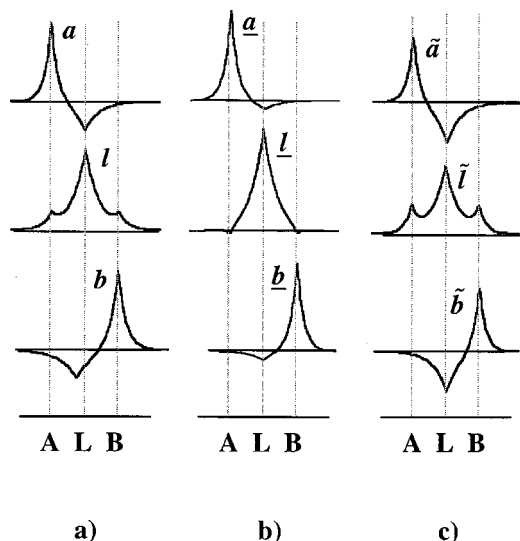 a a ã
l l l̃
b b b̃
A L B A L B A L B
a) b) c)